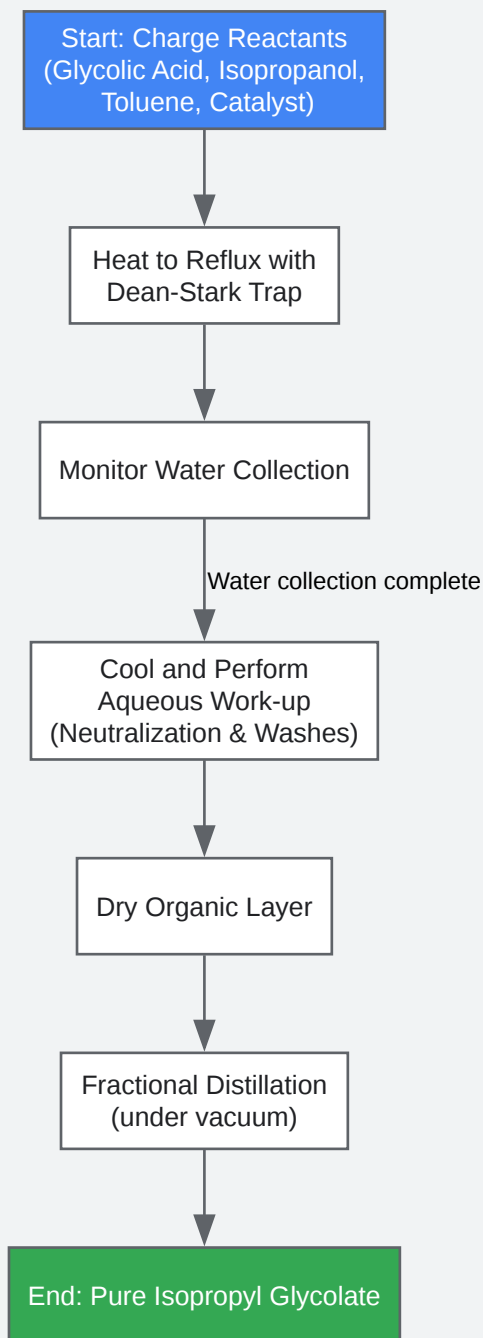 Start: Charge Reactants
(Glycolic Acid, Isopropanol,
Toluene, Catalyst)
Heat to Reflux with
Dean-Stark Trap
Monitor Water Collection
Water collection complete
Cool and Perform
Aqueous Work-up
(Neutralization & Washes)
Dry Organic Layer
Fractional Distillation
(under vacuum)
End: Pure Isopropyl Glycolate